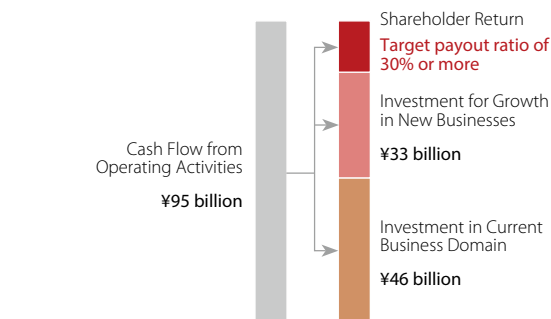 Shareholder Return
Target payout ratio of
30% or more
Investment for Growth
in New Businesses
¥33 billion
Cash Flow from
Operating Activities
¥95 billion
Investment in Current
Business Domain
¥46 billion